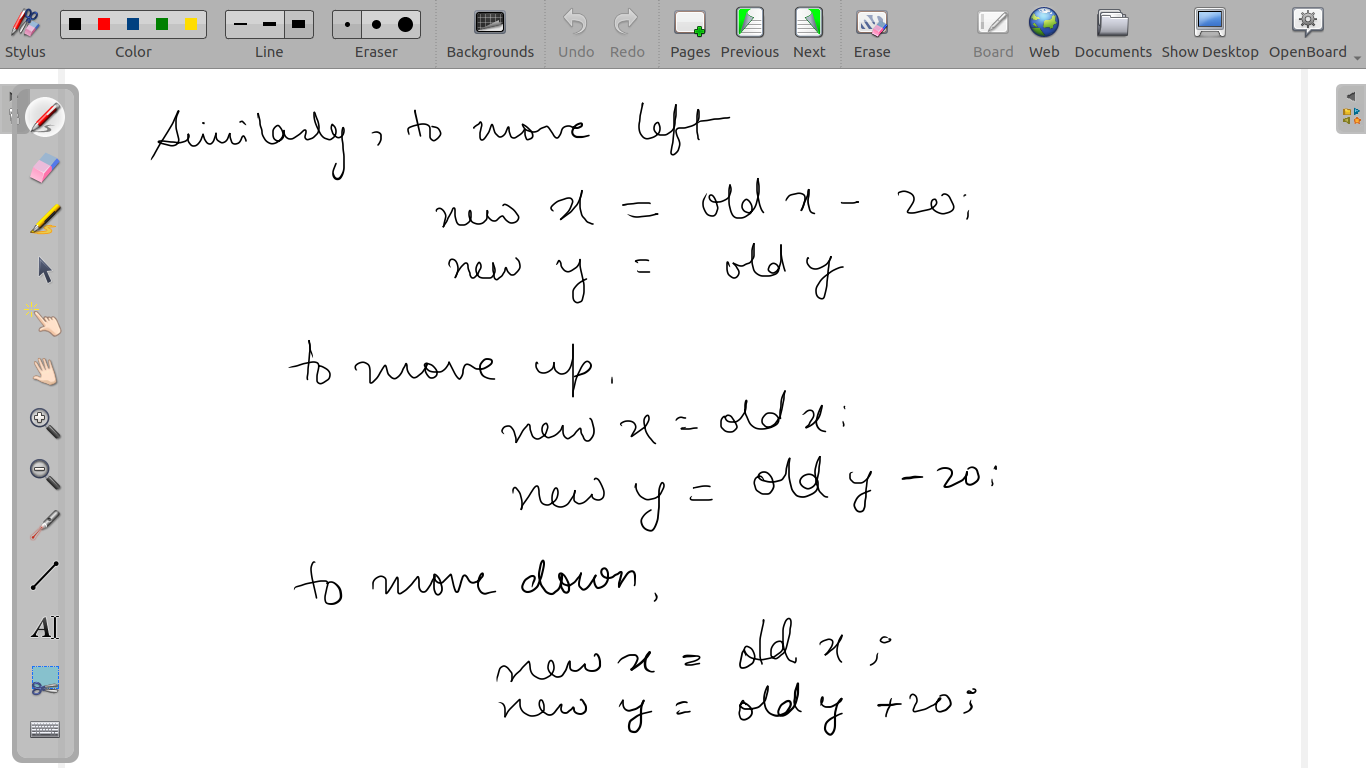 Stylus Color Line Eraser Backgrounds Undo Redo Pages Previous Next Erase Board Web Documents Show Desktop OpenBoard
Similarly, to move left
new x = old x - 20;
new y = old y
to move up.
new x = old x;
new y = old y - 20;
to move down,
new x = old x ;
new y = old y +20;
A